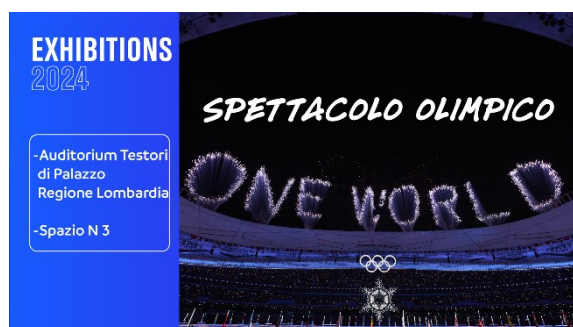 EXHIBITIONS
2024
-Auditorium Testori
di Palazzo
Regione Lombardia
-Spazio N 3
SPETTACOLO OLIMPICO
ONE WORLD